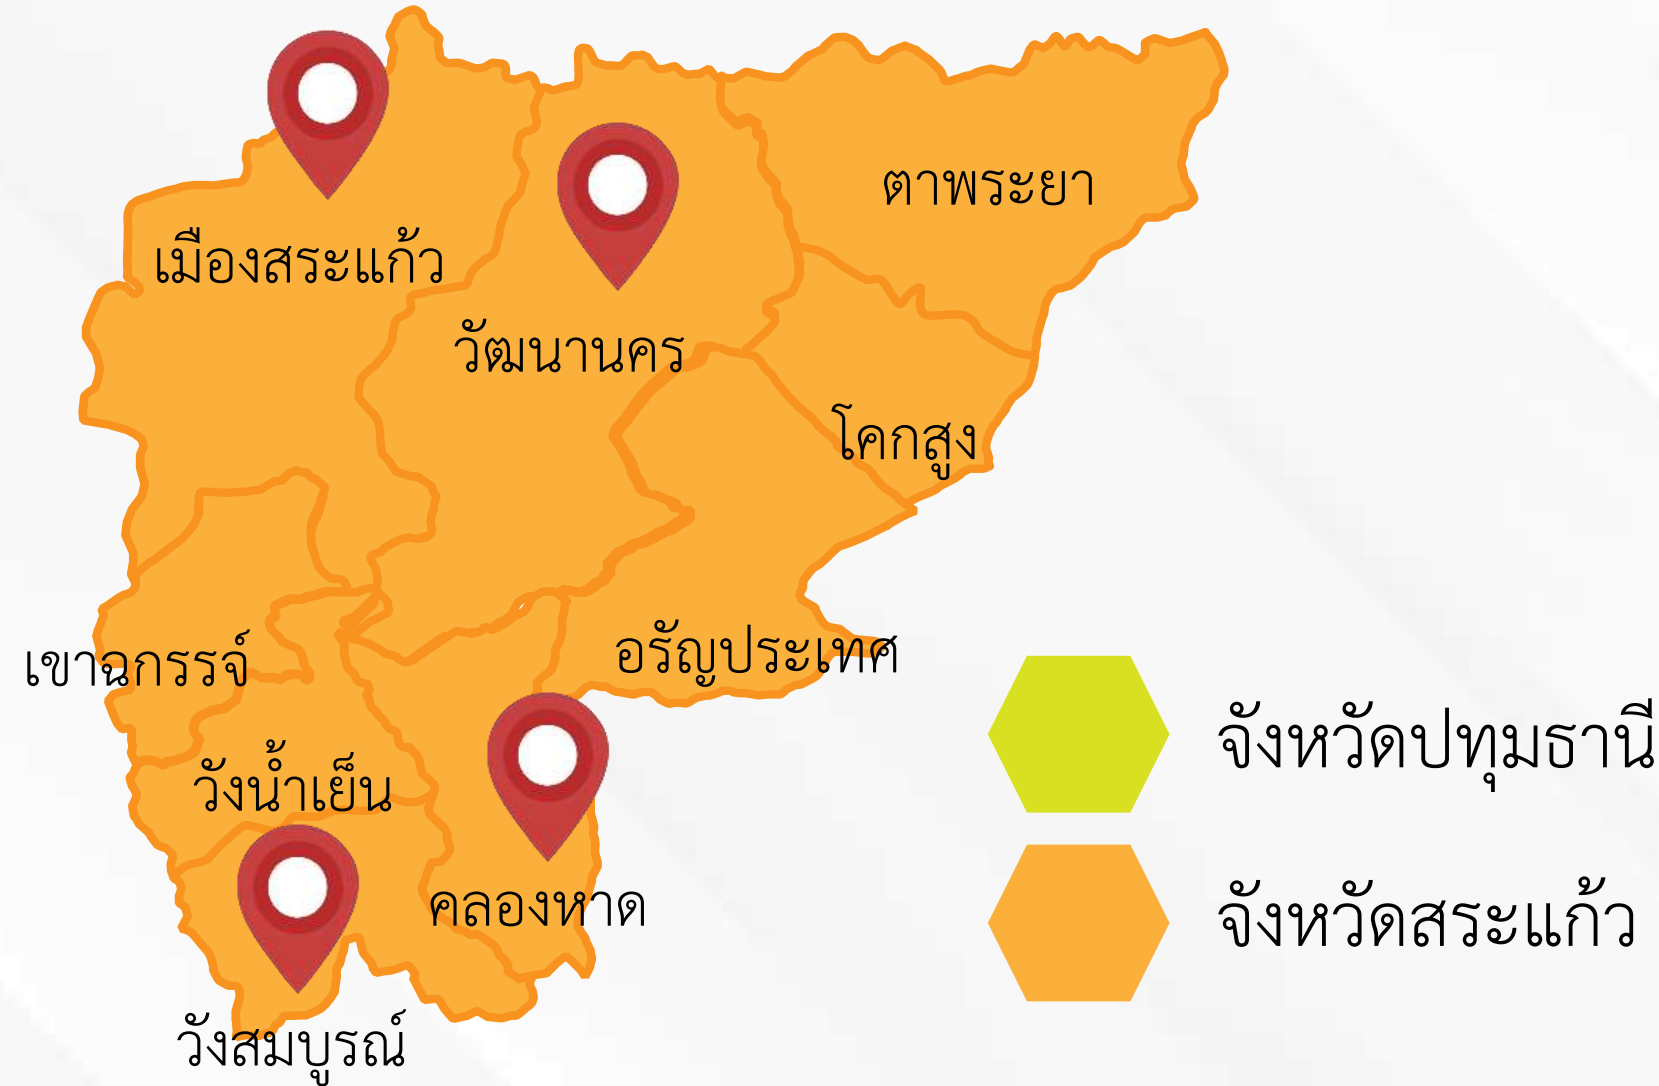 ตาพระยา
เมืองสระแก้ว
วัฒนานคร
โคกสูง
อรัญประเทศ
เขาฉกรรจ์
วังน้ำเย็น
คลองหาด
วังสมบูรณ์
จังหวัดปทุมธานี
จังหวัดสระแก้ว